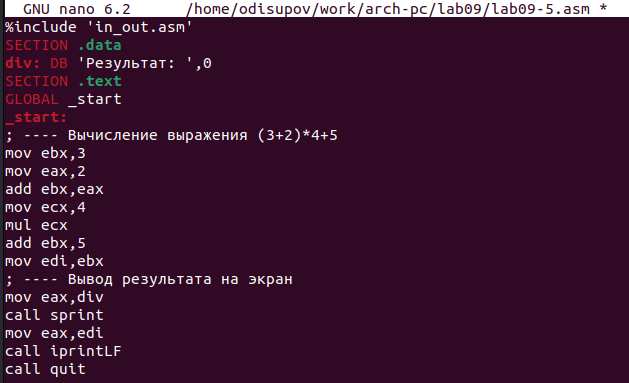 GNU nano 6.2 /home/odisupov/work/arch-pc/lab09/lab09-5.asm *
%include 'in_out.asm'
SECTION .data
div: DB 'Результат: ',0
SECTION .text
GLOBAL _start
_start:
; ---- Вычисление выражения (3+2)*4+5
mov ebx,3
mov eax,2
add ebx,eax
mov ecx,4
mul ecx
add ebx,5
mov edi,ebx
; ---- Вывод результата на экран
mov eax,div
call sprint
mov eax,edi
call iprintLF
call quit